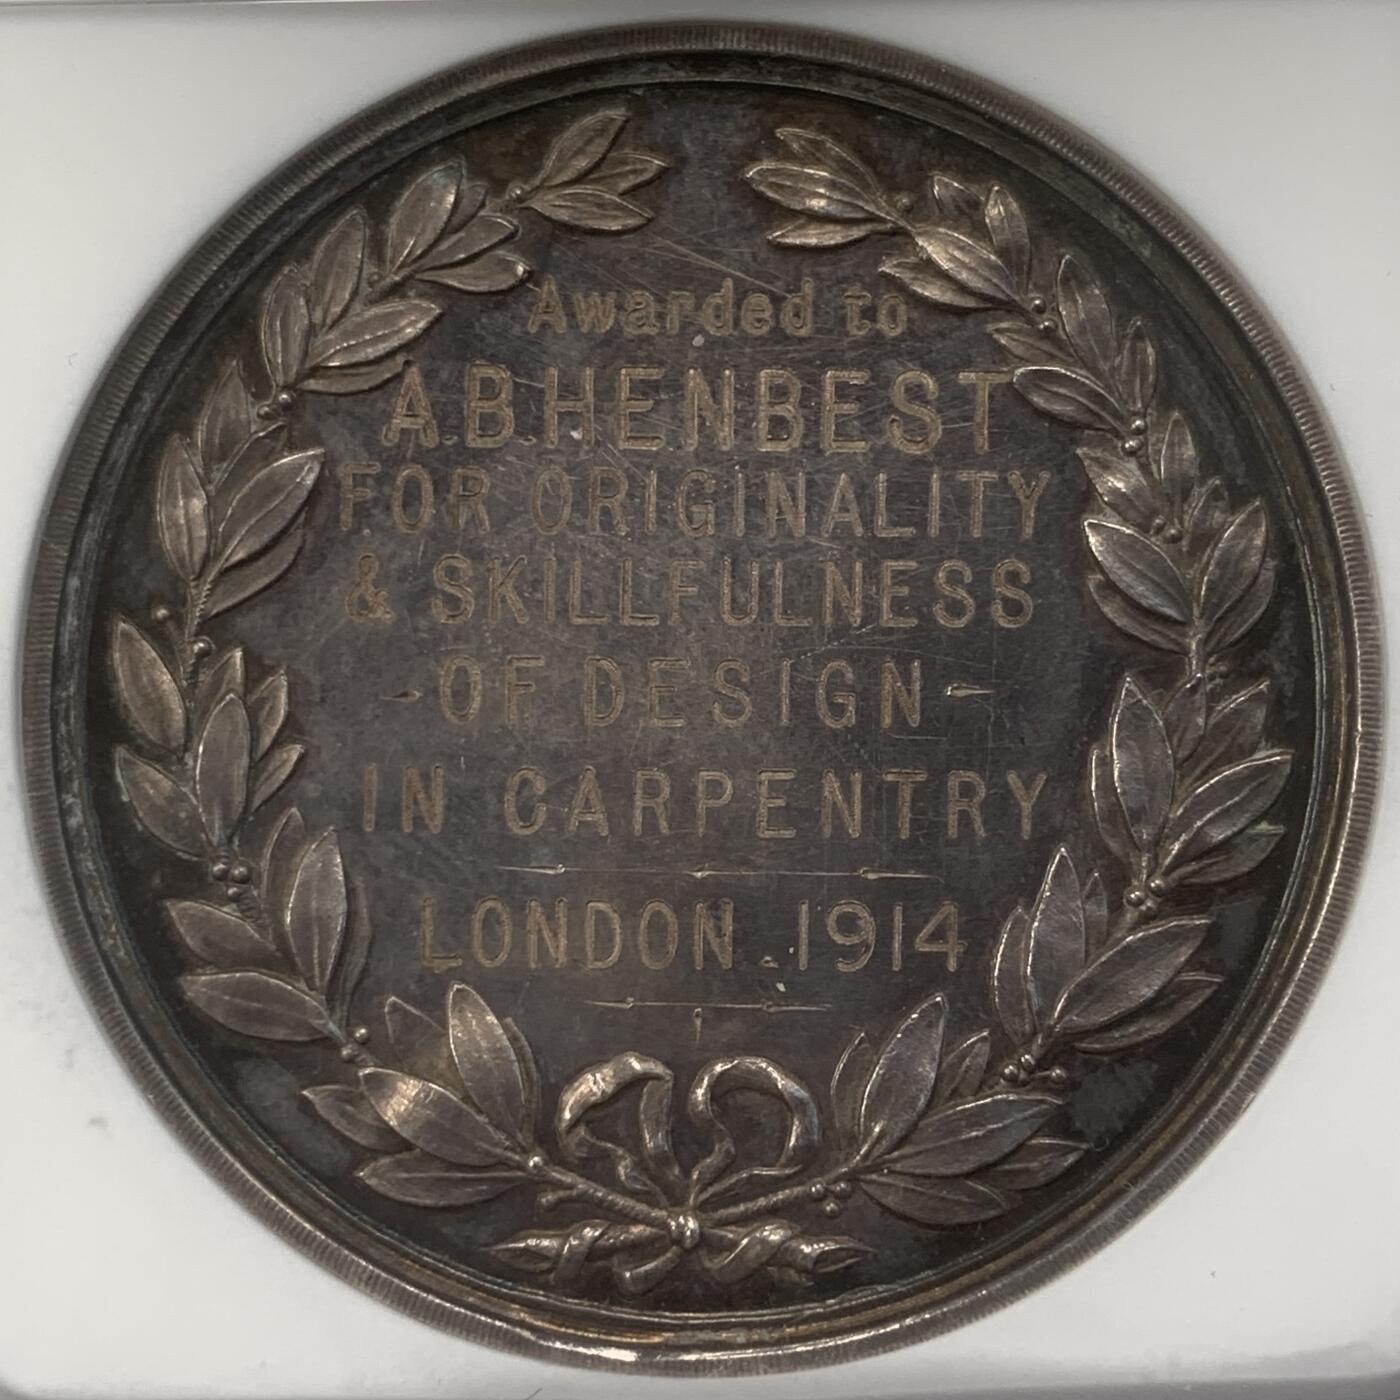 Awarded to
A.B.HENBEST
FOR ORIGINALITY
& SKILLFULNESS
- OF DESIGN -
IN CARPENTRY
LONDON . 1914